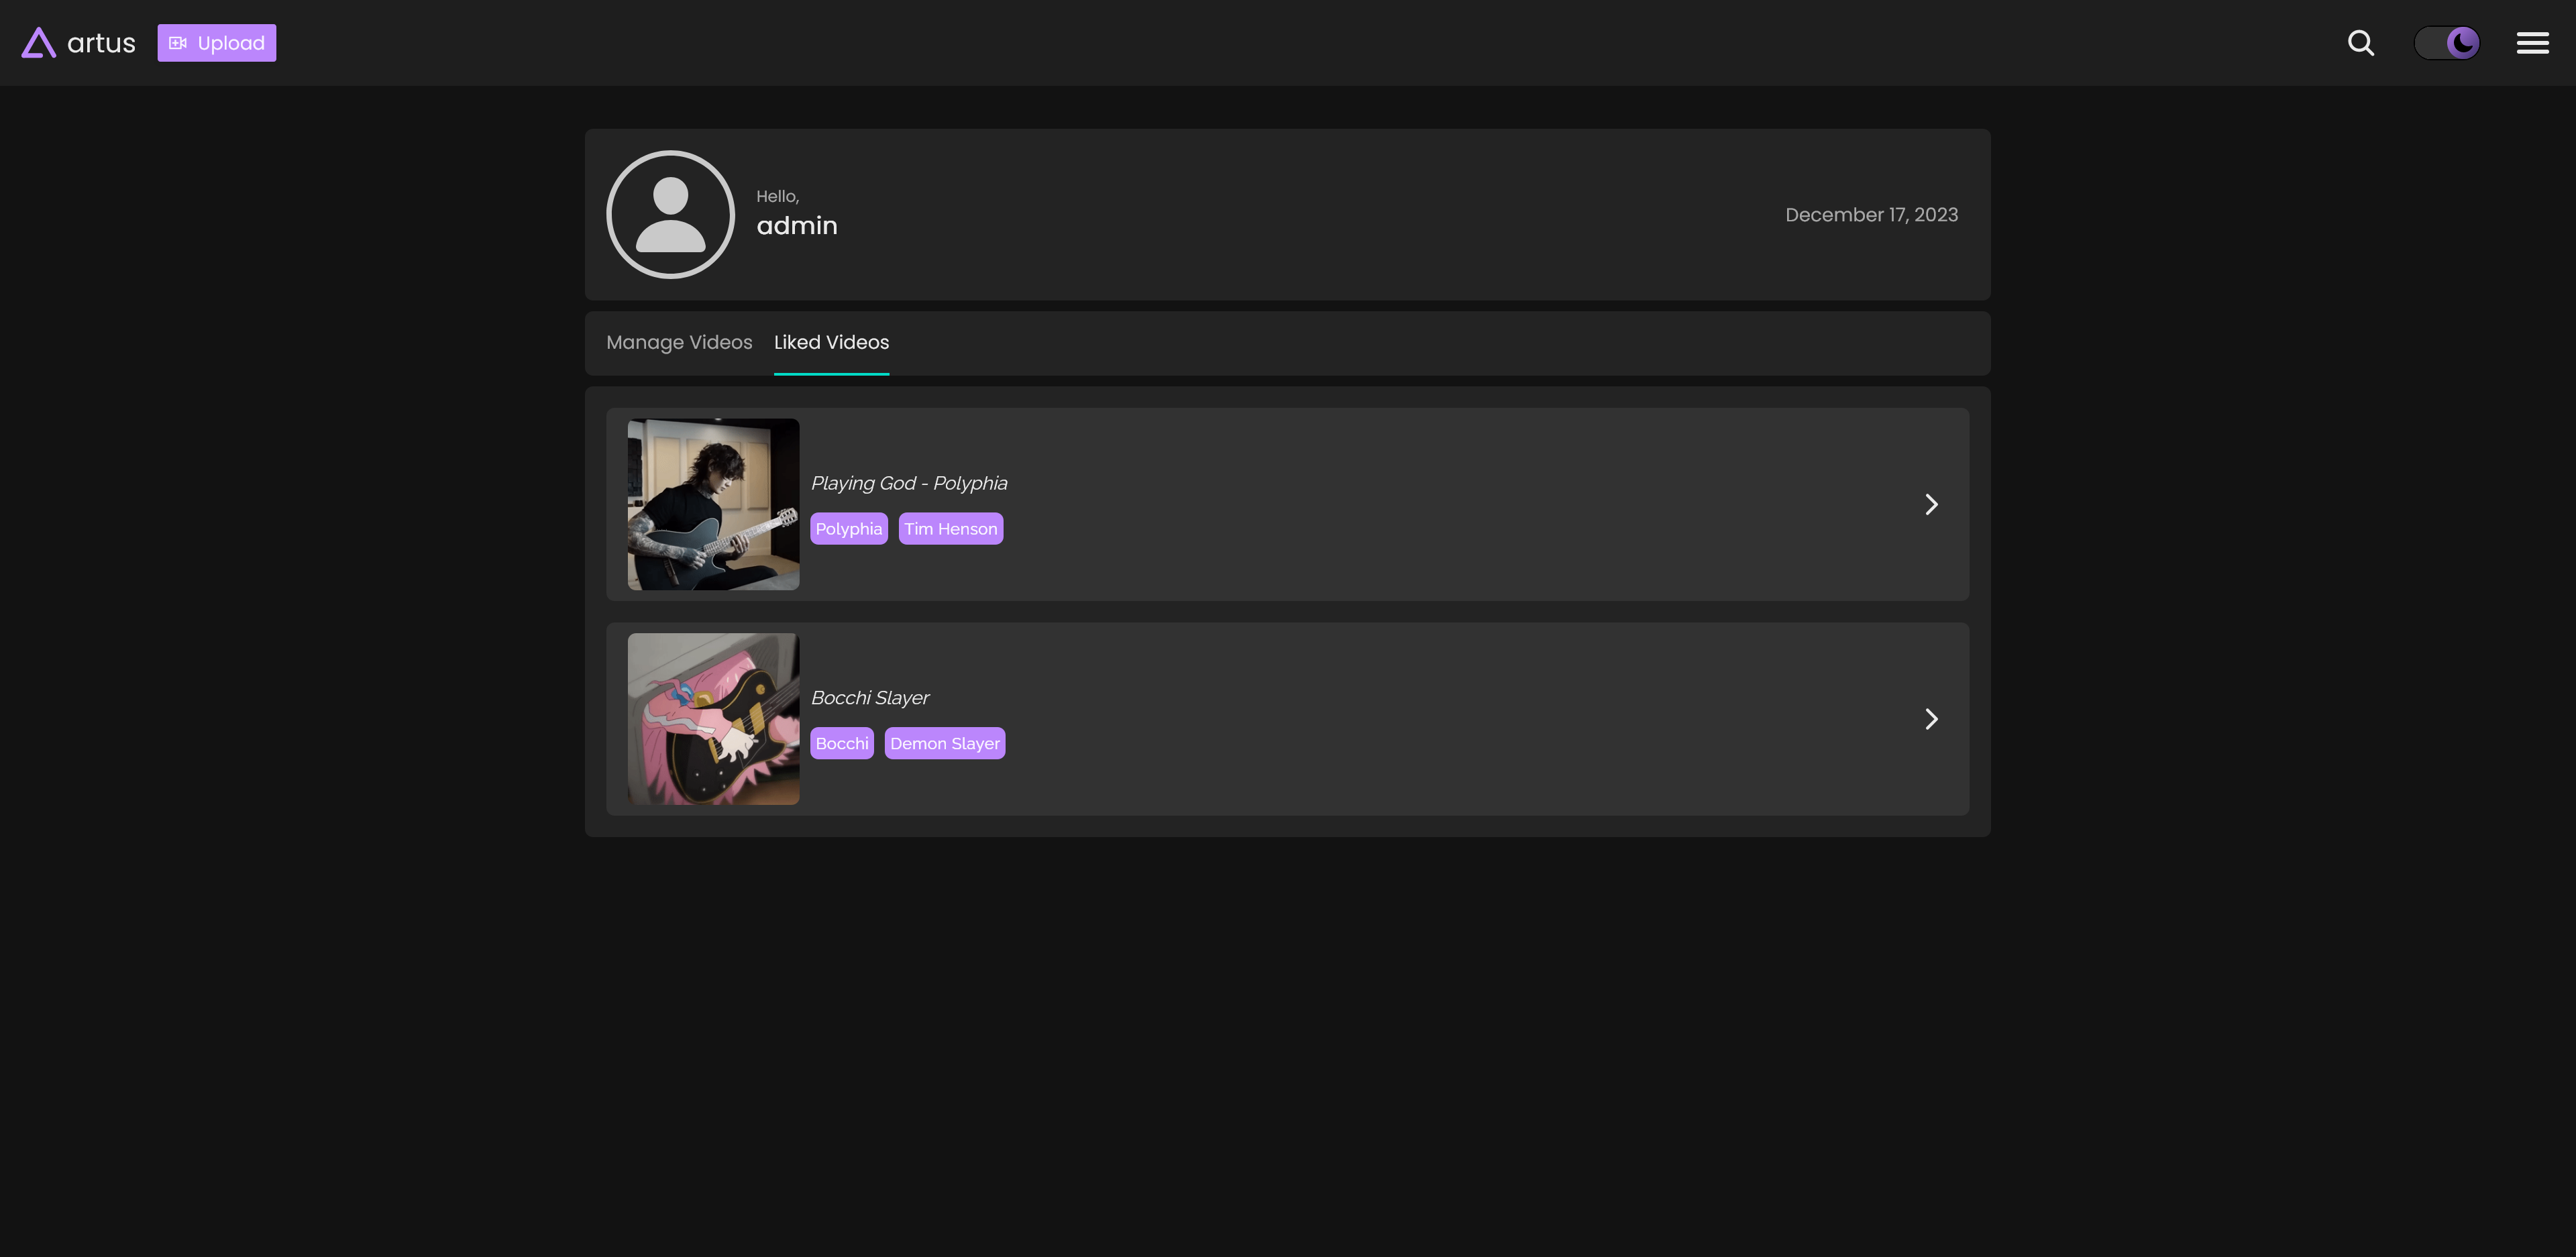 artus
Upload
Hello,
admin
December 17, 2023
Manage Videos
Liked Videos
Playing God - Polyphia
Polyphia
Tim Henson
Bocchi Slayer
Bocchi
Demon Slayer